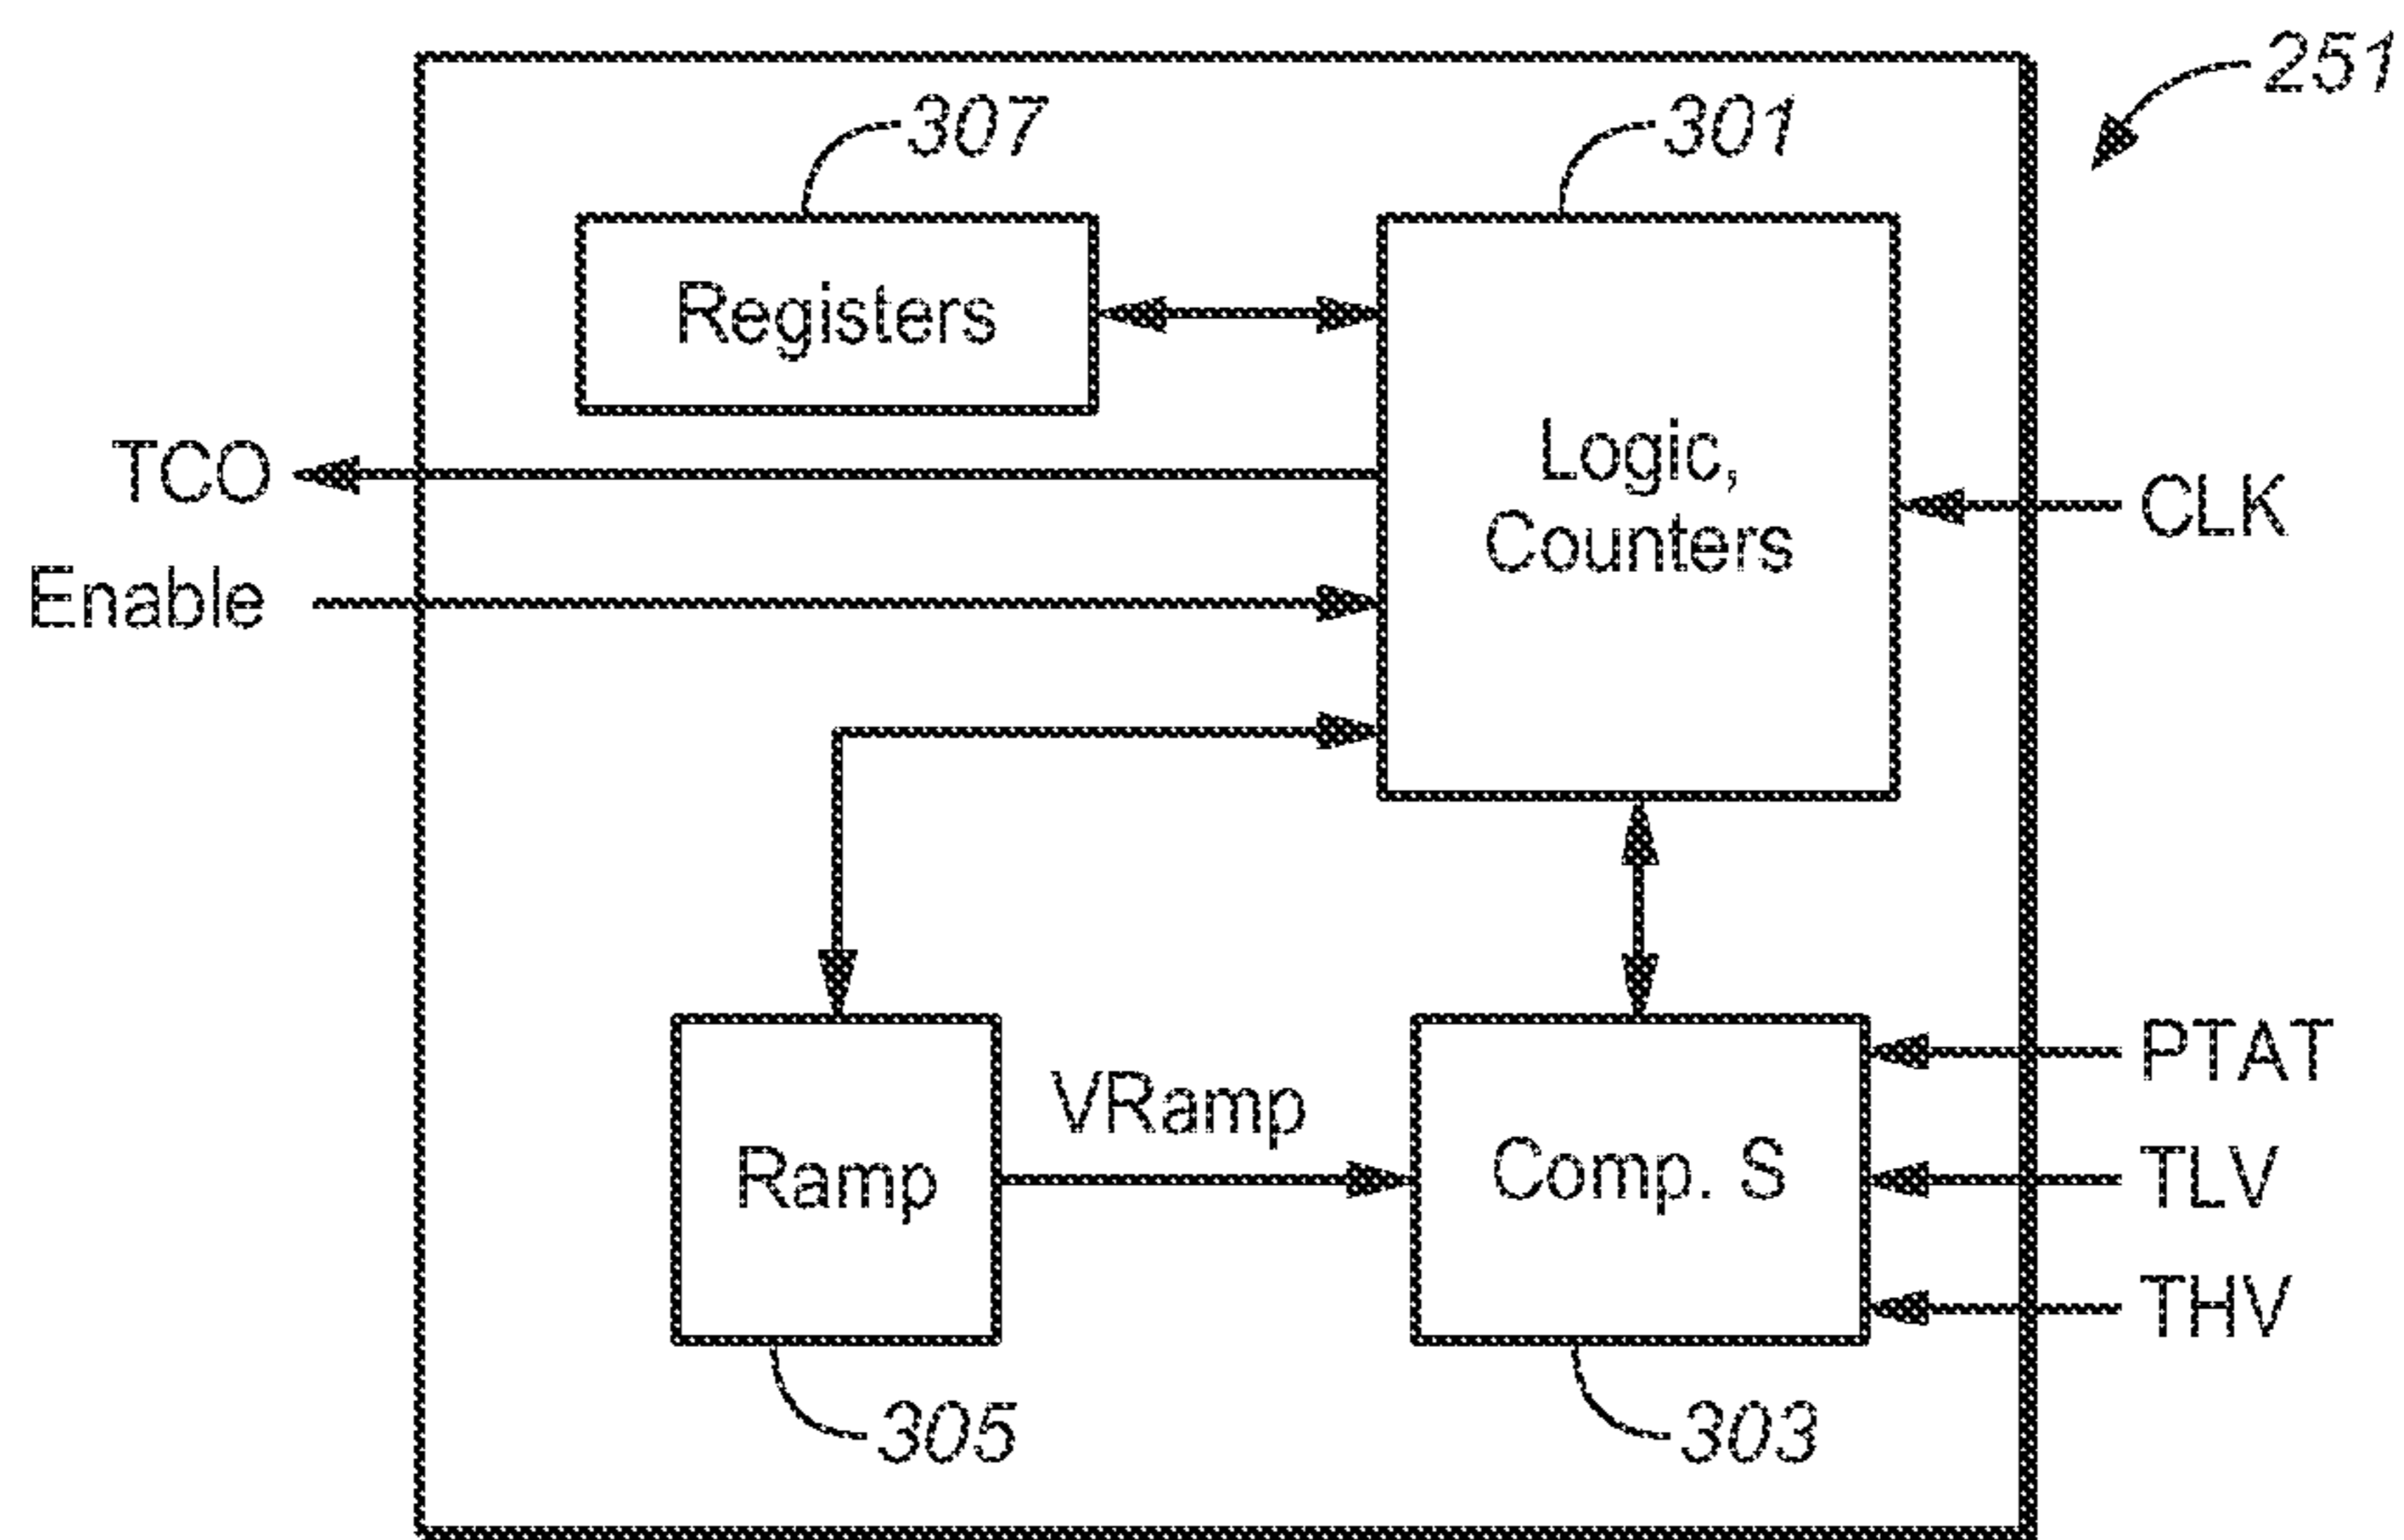 251
307
301
Registers
Logic,
Counters
TCO
CLK
Enable
PTAT
VRamp
Ramp
Comp. S
TLV
THV
305
303